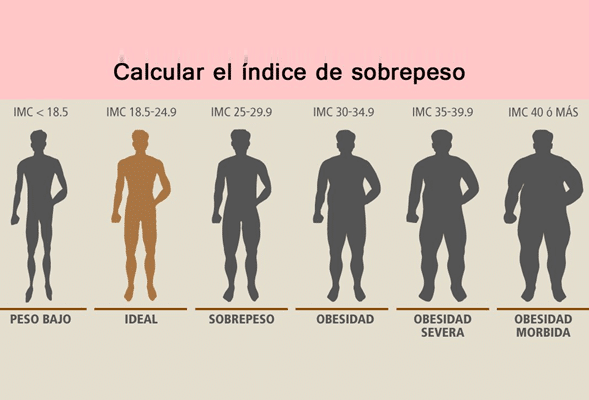 Calcular el índice de sobrepeso
IMC < 18.5
IMC 18.5-24.9
IMC 25-29.9
IMC 30-34.9
IMC 35-39.9
IMC 40 ó MÁS
PESO BAJO
IDEAL
SOBREPESO
OBESIDAD
OBESIDAD
SEVERA
OBESIDAD
MORBIDA